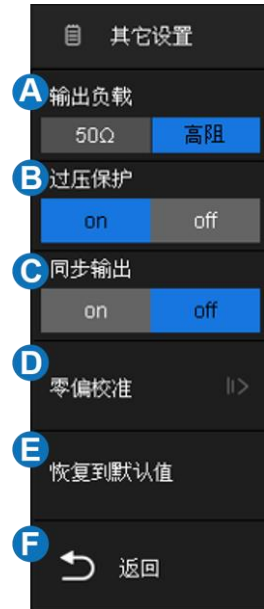 其它设置
A 输出负载
50Ω 高阻
B 过压保护
on off
C 同步输出
on off
D
零偏校准
E
恢复到默认值
F
返回